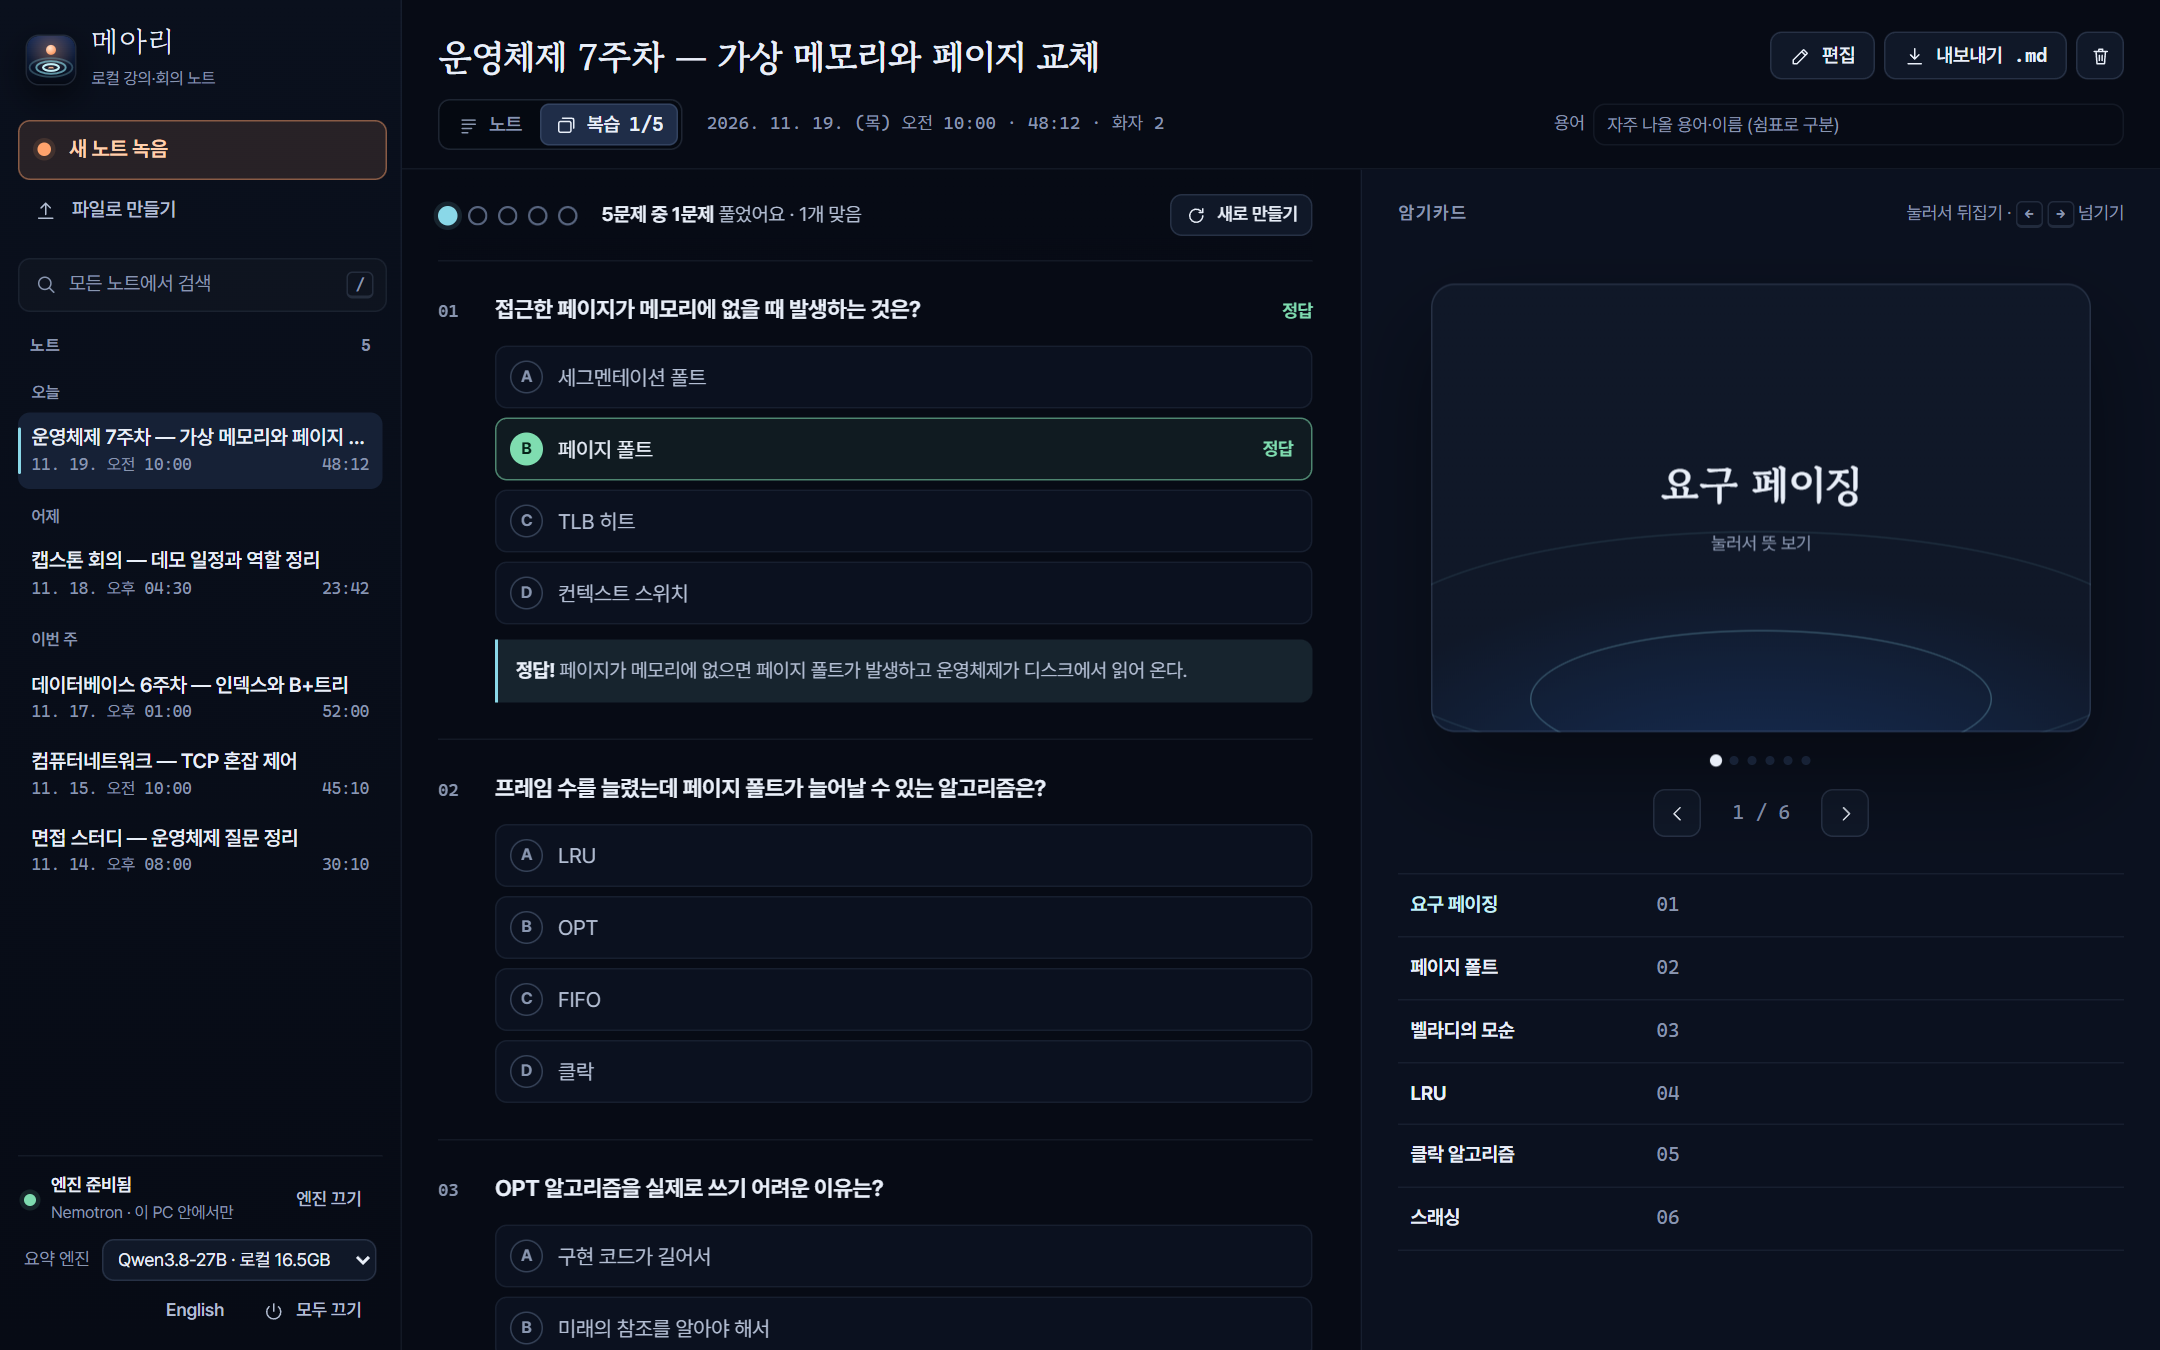 메아리
로컬 강의·회의 노트
새 노트 녹음
파일로 만들기
모든 노트에서 검색 /
노트 5
오늘
운영체제 7주차 — 가상 메모리와 페이지 ...
11. 19. 오전 10:00 48:12
어제
캡스톤 회의 — 데모 일정과 역할 정리
11. 18. 오후 04:30 23:42
이번 주
데이터베이스 6주차 — 인덱스와 B+트리
11. 17. 오후 01:00 52:00
컴퓨터네트워크 — TCP 혼잡 제어
11. 15. 오전 10:00 45:10
면접 스터디 — 운영체제 질문 정리
11. 14. 오후 08:00 30:10
엔진 준비됨
Nemotron · 이 PC 안에서만
엔진 끄기
요약 엔진 Qwen3.8-27B · 로컬 16.5GB
English 모두 끄기
운영체제 7주차 — 가상 메모리와 페이지 교체
편집 내보내기 .md
노트 복습 1/5 2026. 11. 19. (목) 오전 10:00 · 48:12 · 화자 2
용어 자주 나올 용어·이름 (쉼표로 구분)
5문제 중 1문제 풀었어요 · 1개 맞음 새로 만들기
01 접근한 페이지가 메모리에 없을 때 발생하는 것은? 정답
A 세그멘테이션 폴트
B 페이지 폴트 정답
C TLB 히트
D 컨텍스트 스위치
정답! 페이지가 메모리에 없으면 페이지 폴트가 발생하고 운영체제가 디스크에서 읽어 온다.
02 프레임 수를 늘렸는데 페이지 폴트가 늘어날 수 있는 알고리즘은?
A LRU
B OPT
C FIFO
D 클락
03 OPT 알고리즘을 실제로 쓰기 어려운 이유는?
A 구현 코드가 길어서
B 미래의 참조를 알아야 해서
암기카드 눌러서 뒤집기 · ← → 넘기기
요구 페이징
눌러서 뜻 보기
1 / 6
요구 페이징 01
페이지 폴트 02
벨라디의 모순 03
LRU 04
클락 알고리즘 05
스래싱 06